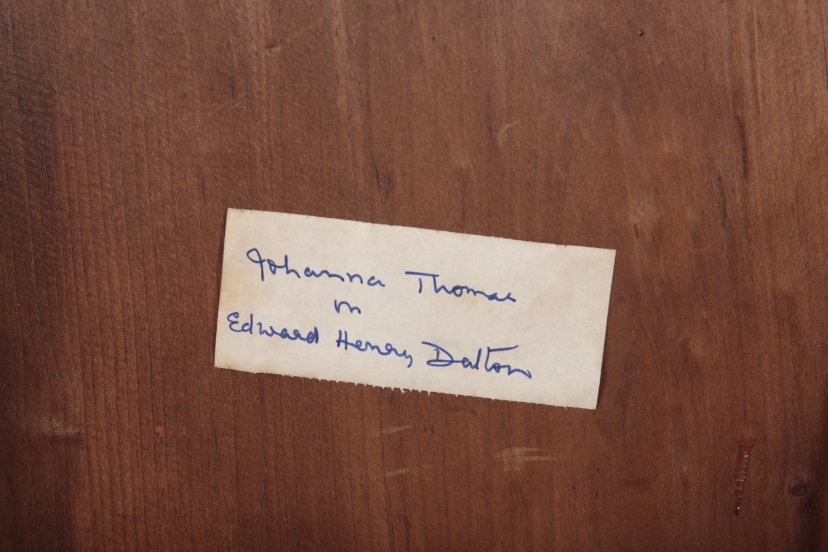 Johanna Thomas
m
Edward Henry Dalton